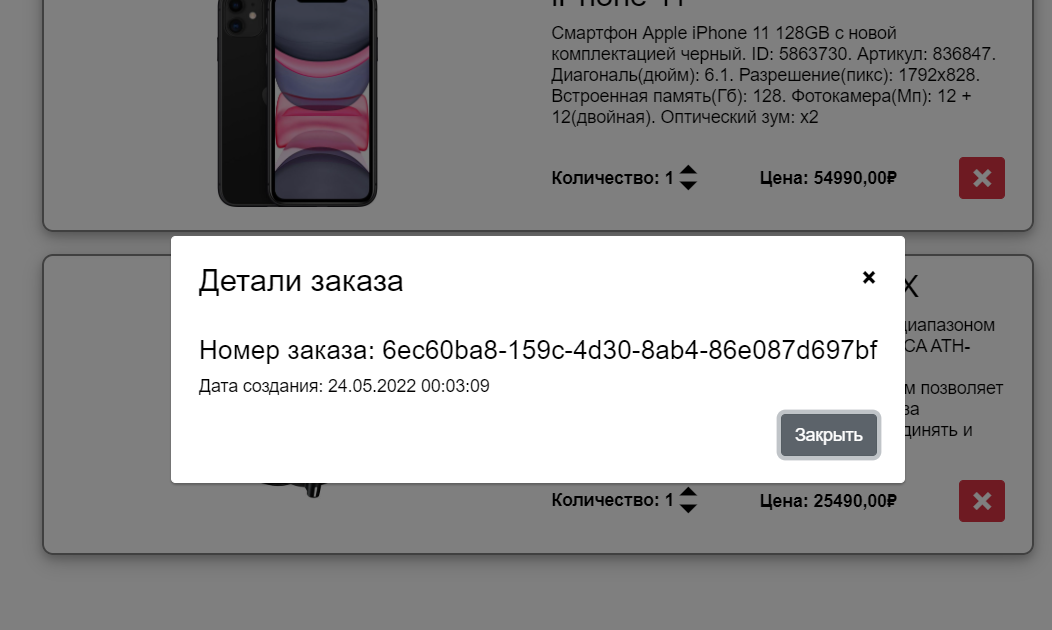 iPhone 11
Смартфон Apple iPhone 11 128GB с новой
комплектацией черный. ID: 5863730. Артикул: 836847.
Диагональ(дюйм): 6.1. Разрешение(пикс): 1792x828.
Встроенная память(Гб): 128. Фотокамера(Мп): 12 +
12(двойная). Оптический зум: x2
Количество: 1
Цена: 54990,00₽
Детали заказа
X
диапазоном
CA ATH-
Номер заказа: 6ec60ba8-159c-4d30-8ab4-86e087d697bf
Дата создания: 24.05.2022 00:03:09
м позволяет
динять и
Закрыть
Количество: 1
Цена: 25490,00₽